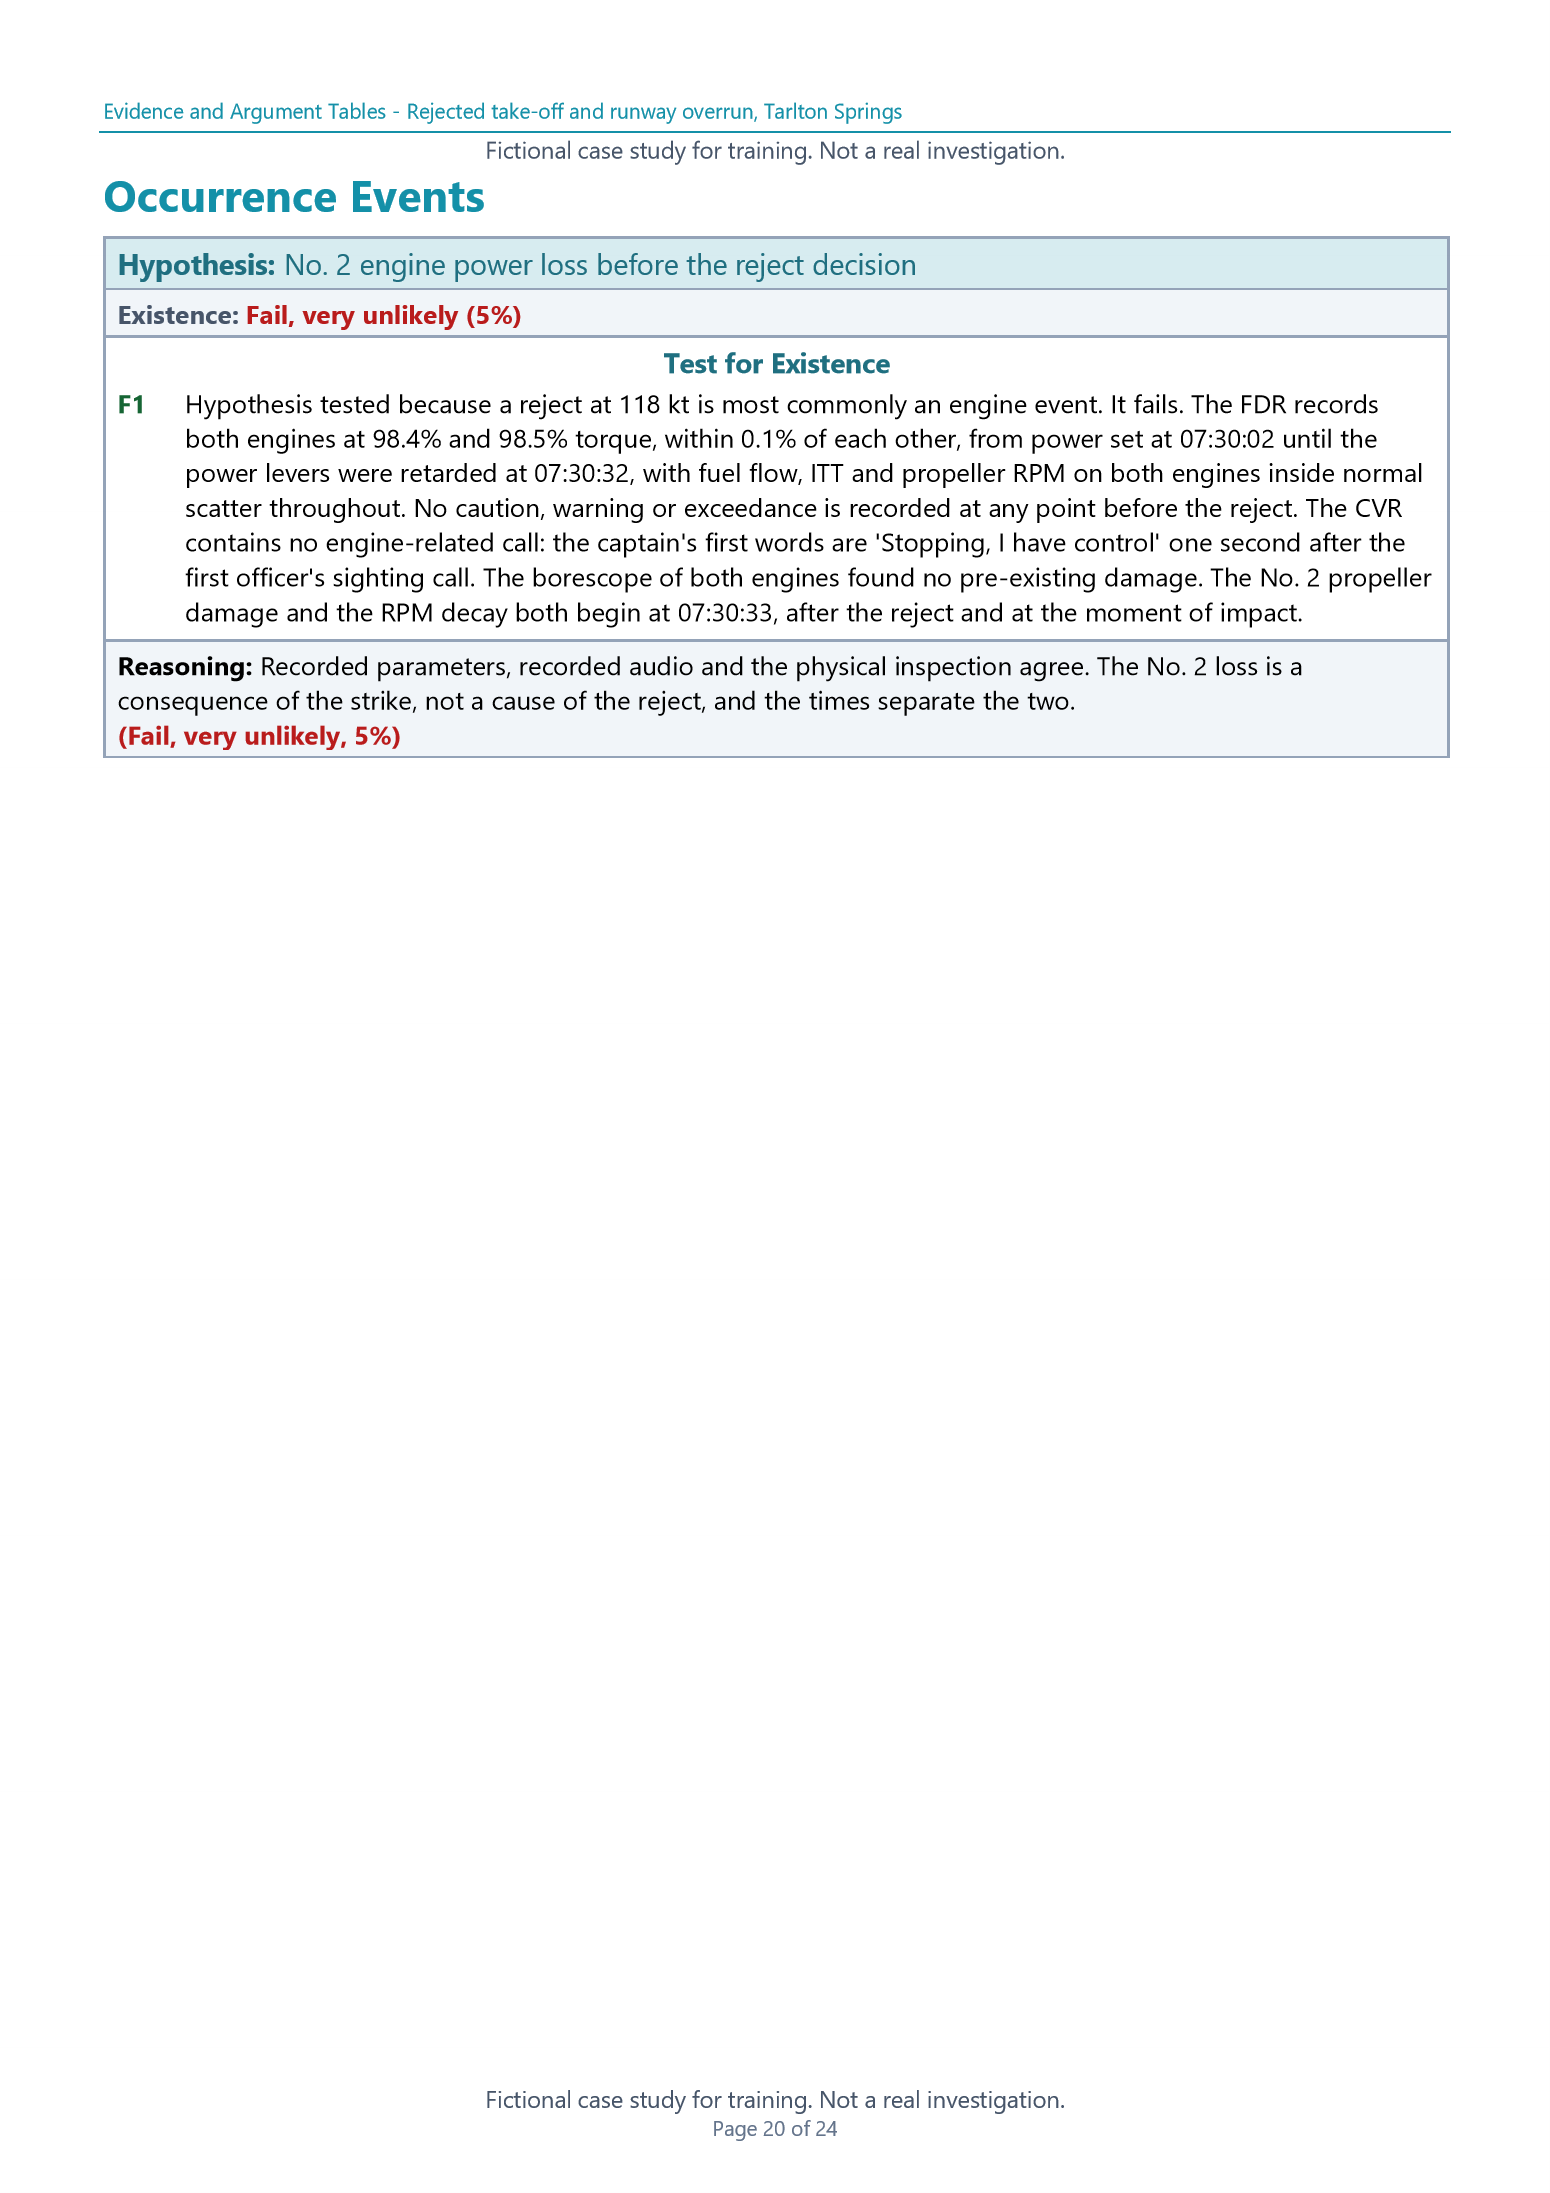 Evidence and Argument Tables - Rejected take-off and runway overrun, Tarlton Springs
Fictional case study for training. Not a real investigation.
Occurrence Events
Hypothesis: No. 2 engine power loss before the reject decision
Existence: Fail, very unlikely (5%)
Test for Existence
F1 Hypothesis tested because a reject at 118 kt is most commonly an engine event. It fails. The FDR records
both engines at 98.4% and 98.5% torque, within 0.1% of each other, from power set at 07:30:02 until the
power levers were retarded at 07:30:32, with fuel flow, ITT and propeller RPM on both engines inside normal
scatter throughout. No caution, warning or exceedance is recorded at any point before the reject. The CVR
contains no engine-related call: the captain's first words are 'Stopping, I have control' one second after the
first officer's sighting call. The borescope of both engines found no pre-existing damage. The No. 2 propeller
damage and the RPM decay both begin at 07:30:33, after the reject and at the moment of impact.
Reasoning: Recorded parameters, recorded audio and the physical inspection agree. The No. 2 loss is a
consequence of the strike, not a cause of the reject, and the times separate the two.
(Fail, very unlikely, 5%)
Fictional case study for training. Not a real investigation.
Page 20 of 24